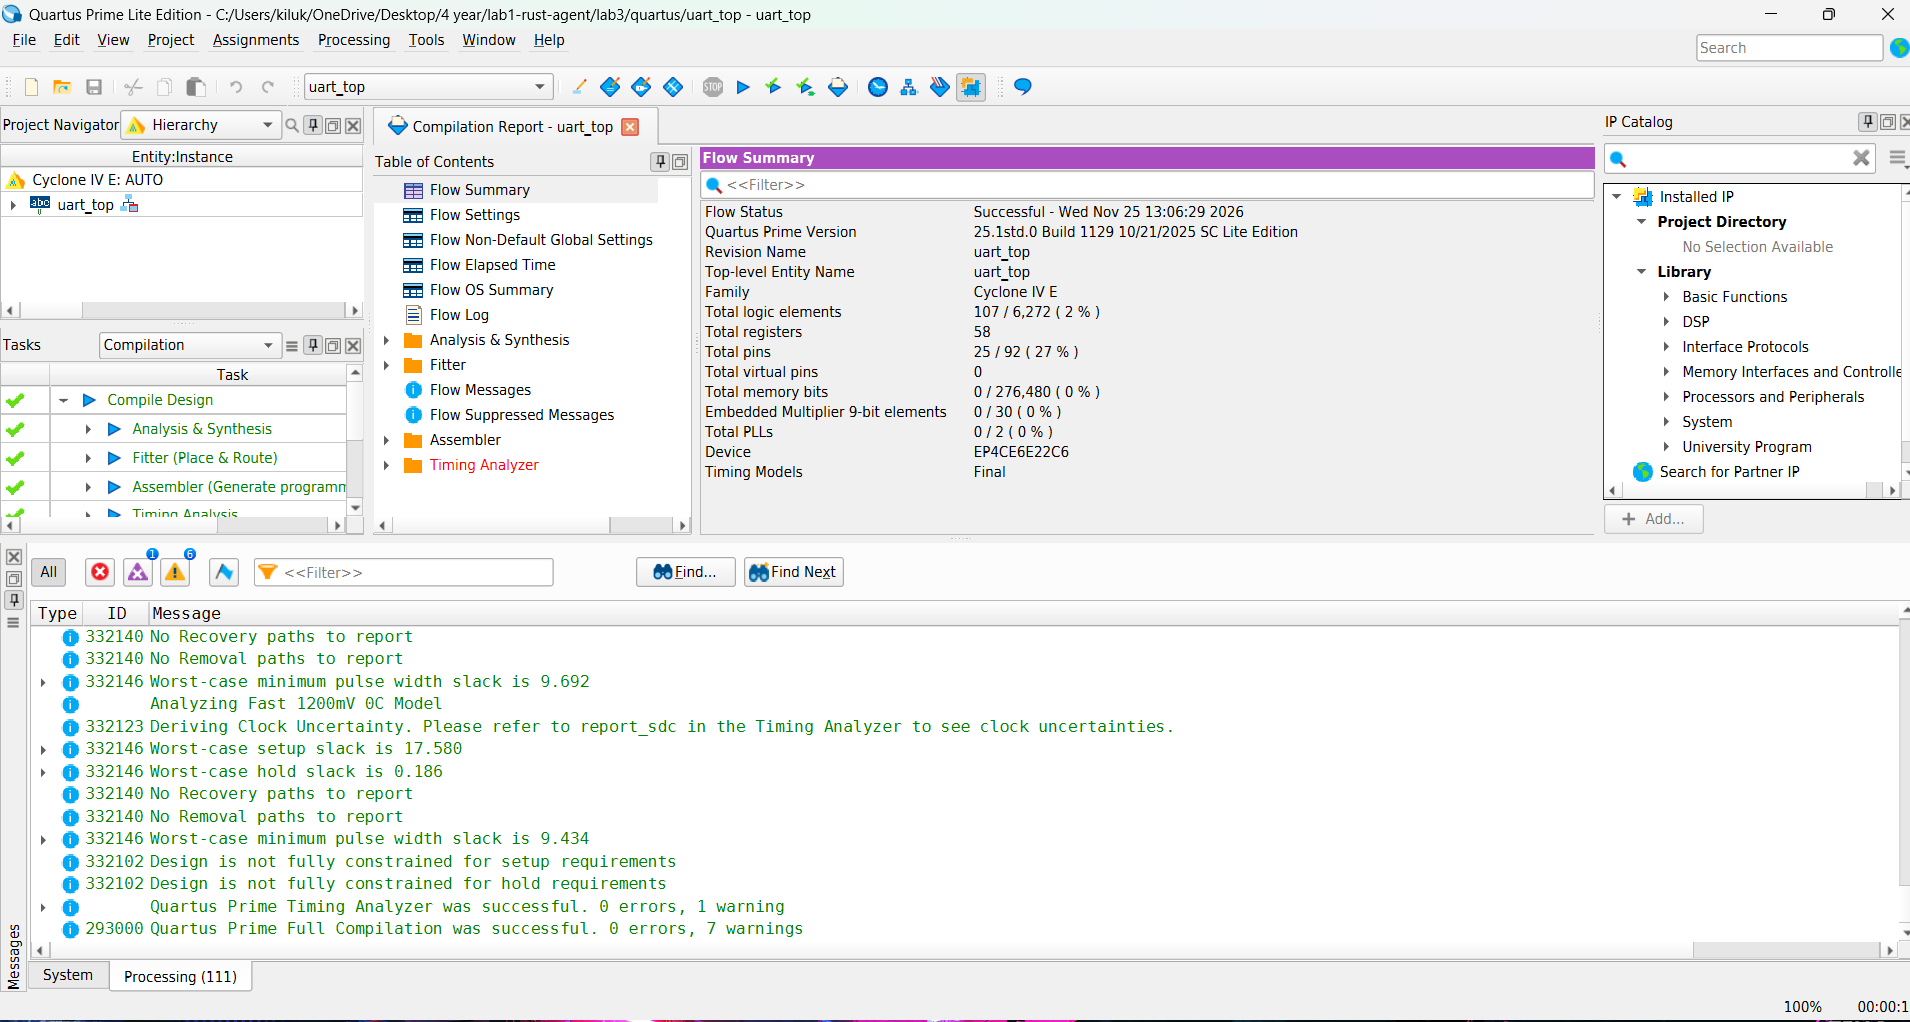 Quartus Prime Lite Edition - C:/Users/kiluk/OneDrive/Desktop/4 year/lab1-rust-agent/lab3/quartus/uart_top - uart_top
File Edit View Project Assignments Processing Tools Window Help
Search
uart_top
STOP
Project Navigator Hierarchy
Entity:Instance
Cyclone IV E: AUTO
abc uart_top
Tasks Compilation
Task
Compile Design
Analysis & Synthesis
Fitter (Place & Route)
Assembler (Generate programm
Timing Analysis
Compilation Report - uart_top
Table of Contents
Flow Summary
Flow Settings
Flow Non-Default Global Settings
Flow Elapsed Time
Flow OS Summary
Flow Log
Analysis & Synthesis
Fitter
Flow Messages
Flow Suppressed Messages
Assembler
Timing Analyzer
Flow Summary
<<Filter>>
Flow Status Successful - Wed Nov 25 13:06:29 2026
Quartus Prime Version 25.1std.0 Build 1129 10/21/2025 SC Lite Edition
Revision Name uart_top
Top-level Entity Name uart_top
Family Cyclone IV E
Total logic elements 107 / 6,272 ( 2 % )
Total registers 58
Total pins 25 / 92 ( 27 % )
Total virtual pins 0
Total memory bits 0 / 276,480 ( 0 % )
Embedded Multiplier 9-bit elements 0 / 30 ( 0 % )
Total PLLs 0 / 2 ( 0 % )
Device EP4CE6E22C6
Timing Models Final
IP Catalog
Installed IP
Project Directory
No Selection Available
Library
Basic Functions
DSP
Interface Protocols
Memory Interfaces and Controlle
Processors and Peripherals
System
University Program
Search for Partner IP
+ Add...
All 1 6 <<Filter>> Find... Find Next
Type ID Message
332140 No Recovery paths to report
332140 No Removal paths to report
332146 Worst-case minimum pulse width slack is 9.692
Analyzing Fast 1200mV 0C Model
332123 Deriving Clock Uncertainty. Please refer to report_sdc in the Timing Analyzer to see clock uncertainties.
332146 Worst-case setup slack is 17.580
332146 Worst-case hold slack is 0.186
332140 No Recovery paths to report
332140 No Removal paths to report
332146 Worst-case minimum pulse width slack is 9.434
332102 Design is not fully constrained for setup requirements
332102 Design is not fully constrained for hold requirements
Quartus Prime Timing Analyzer was successful. 0 errors, 1 warning
293000 Quartus Prime Full Compilation was successful. 0 errors, 7 warnings
Messages
System Processing (111)
100% 00:00:1